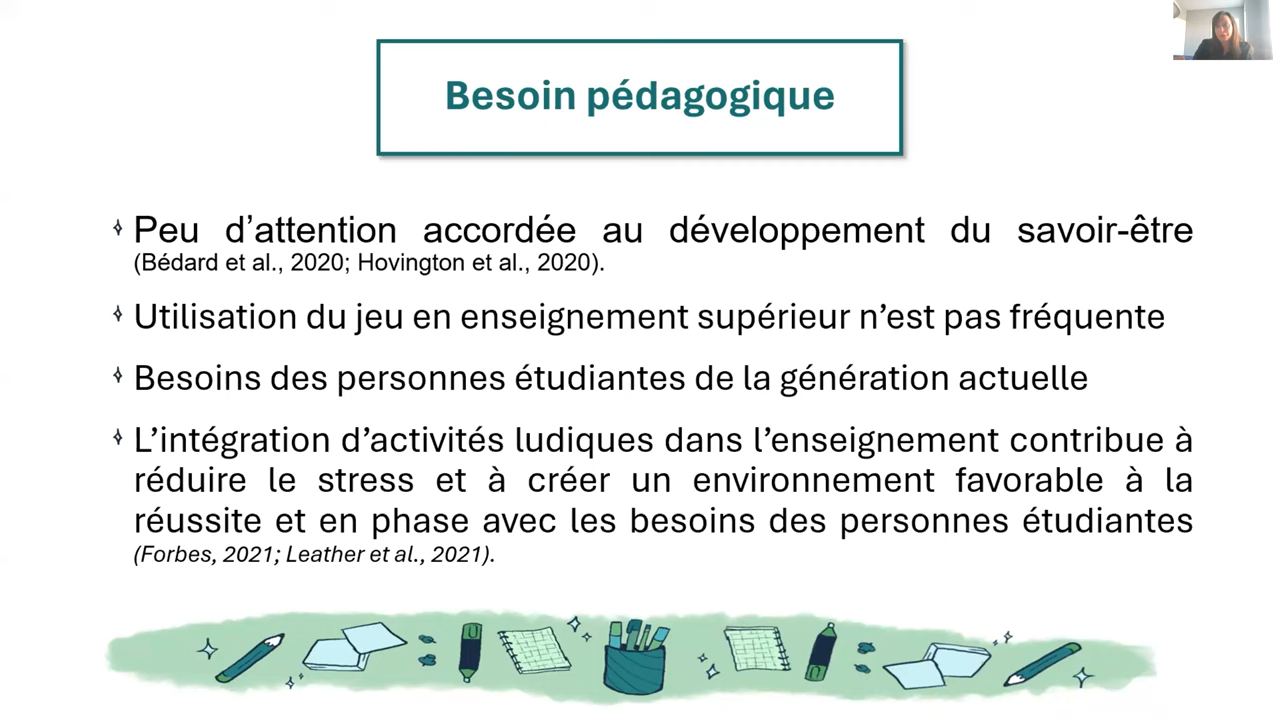 Besoin pédagogique
Peu d’attention accordée au développement du savoir-être
(Bédard et al., 2020; Hovington et al., 2020).
Utilisation du jeu en enseignement supérieur n’est pas fréquente
Besoins des personnes étudiantes de la génération actuelle
L’intégration d’activités ludiques dans l’enseignement contribue à
réduire le stress et à créer un environnement favorable à la
réussite et en phase avec les besoins des personnes étudiantes
(Forbes, 2021; Leather et al., 2021).